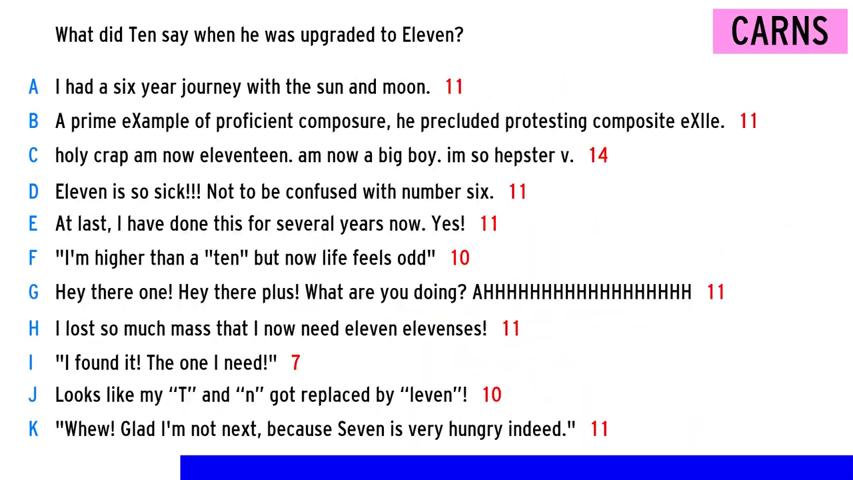 What did Ten say when he was upgraded to Eleven?
CARNS
A I had a six year journey with the sun and moon. 11
B A prime eXample of proficient composure, he precluded protesting composite eXIIe. 11
C holy crap am now eleventeen. am now a big boy. im so hepster v. 14
D Eleven is so sick!!! Not to be confused with number six. 11
E At last, I have done this for several years now. Yes! 11
F "I'm higher than a "ten" but now life feels odd" 10
G Hey there one! Hey there plus! What are you doing? AHHHHHHHHHHHHHHHHHH 11
H I lost so much mass that I now need eleven elevenses! 11
I "I found it! The one I need!" 7
J Looks like my “T” and “n” got replaced by “leven”! 10
K "Whew! Glad I'm not next, because Seven is very hungry indeed." 11